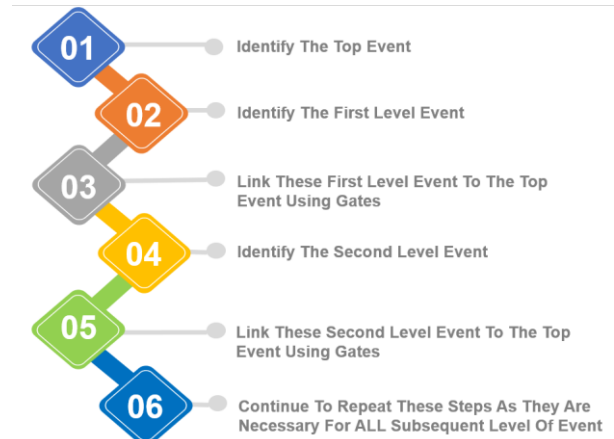 01
Identify The Top Event
02
Identify The First Level Event
03
Link These First Level Event To The Top
Event Using Gates
04
Identify The Second Level Event
05
Link These Second Level Event To The Top
Event Using Gates
06
Continue To Repeat These Steps As They Are
Necessary For ALL Subsequent Level Of Event